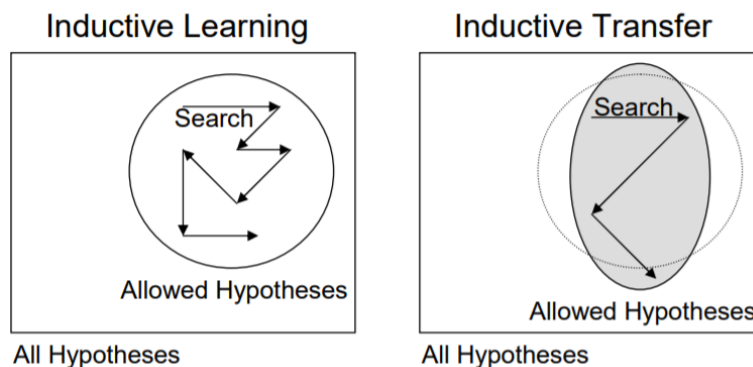 Inductive Learning
Search
Allowed Hypotheses
All Hypotheses
Inductive Transfer
Search
Allowed Hypotheses
All Hypotheses